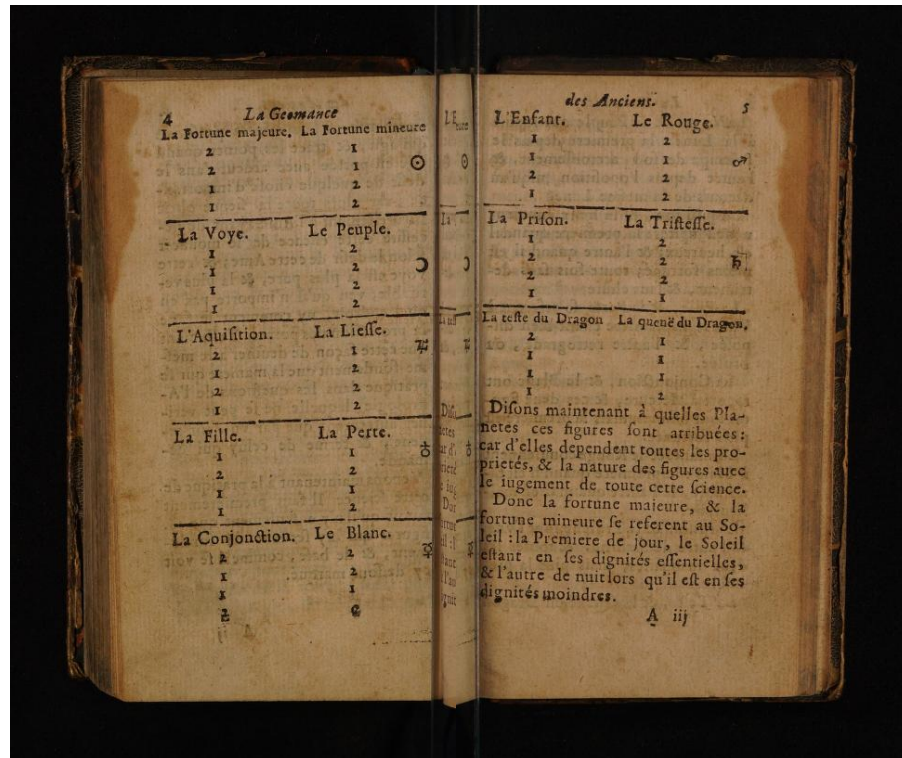 4 La Geomance
La Fortune majeure. La Fortune mineure
2 1
2 1 ☉
1 2
1 2
La Voye. Le Peuple.
1 2
1 2 ☽
1 2
1 2
L'Aquisition. La Liesse.
2 1 ♃
1 2
2 2
1 2
La Fille. La Perte.
1 1 ♀
2 2
1 1
1 2
La Conjonction. Le Blanc.
2 2 ☿
1 2
1 1
2
des Anciens. 5
L'Enfant. Le Rouge.
1 2
1 1 ♂
2 2
1 2
La Prison. La Tristesse.
1 2
2 2 ♄
2 2
1 1
La teste du Dragon La queuë du Dragon.
2 1
1 1
1 1
1 2
Disons maintenant à quelles Pla-
netes ces figures sont atribuées:
car d'elles dependent toutes les pro-
prietés, & la nature des figures auec
le iugement de toute cette science.
Donc la fortune majeure, & la
fortune mineure se referent au So-
leil : la Premiere de jour, le Soleil
estant en ses dignités essentielles,
& l'autre de nuit lors qu'il est en ses
dignités moindres.
A iij